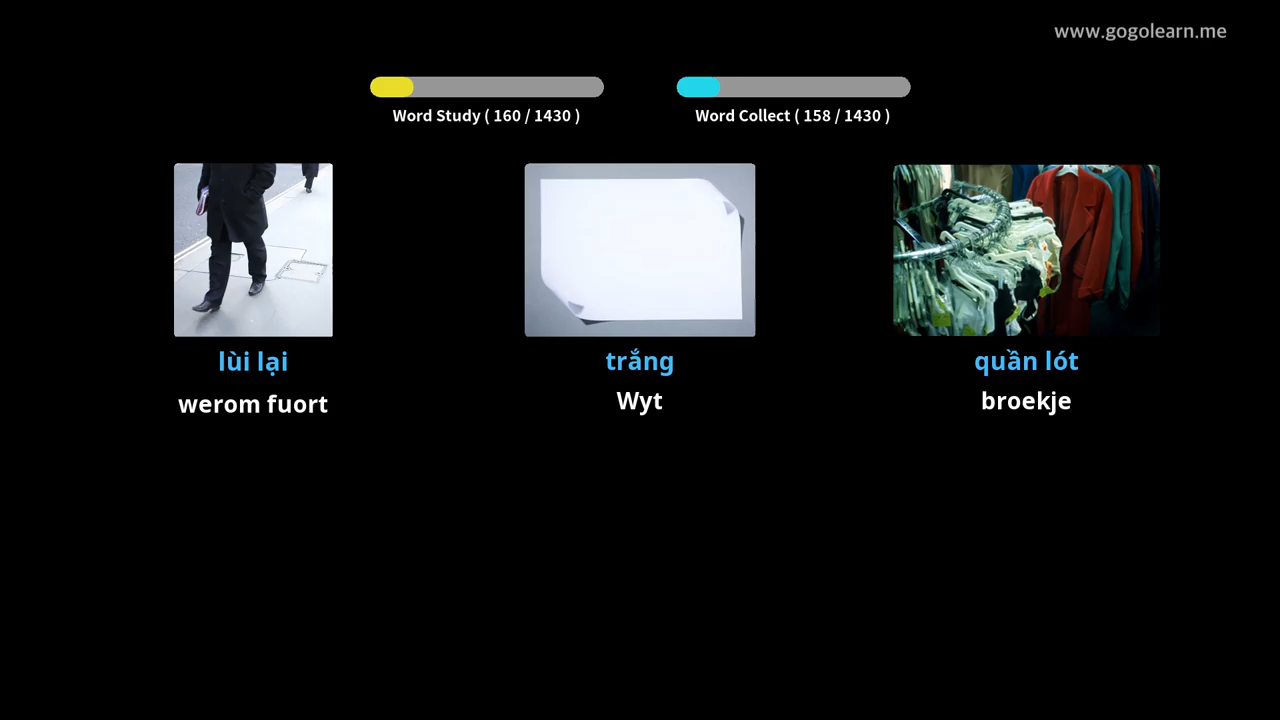 www.gogolearn.me
Word Study ( 160 / 1430 )
Word Collect ( 158 / 1430 )
lùi lại
werom fuort
trắng
Wyt
quần lót
broekje